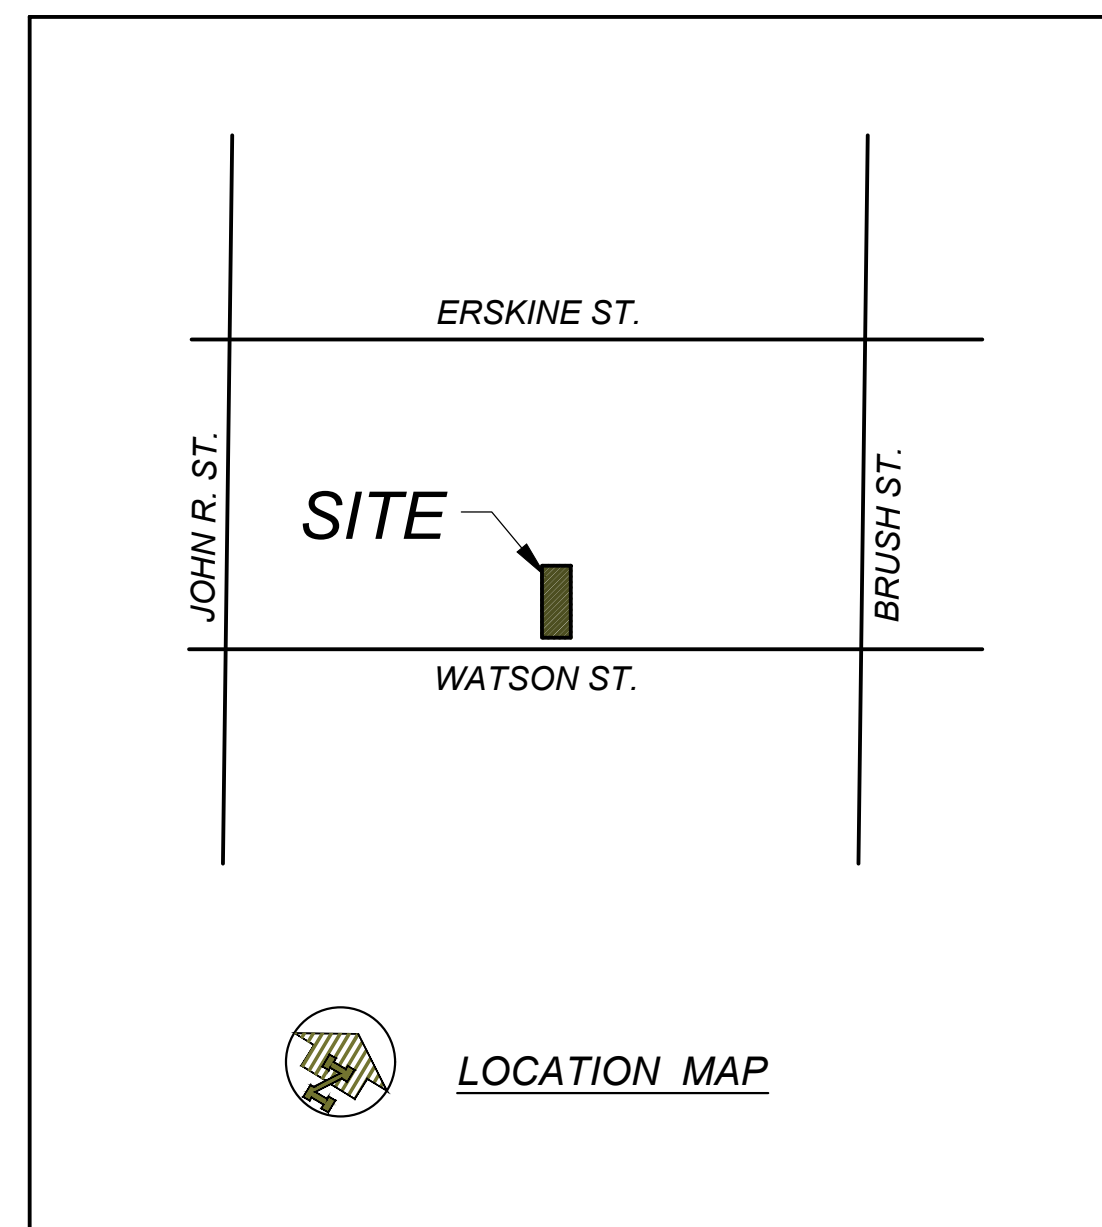 ERSKINE ST.
JOHN R. ST.
SITE
BRUSH ST.
WATSON ST.
N
LOCATION MAP